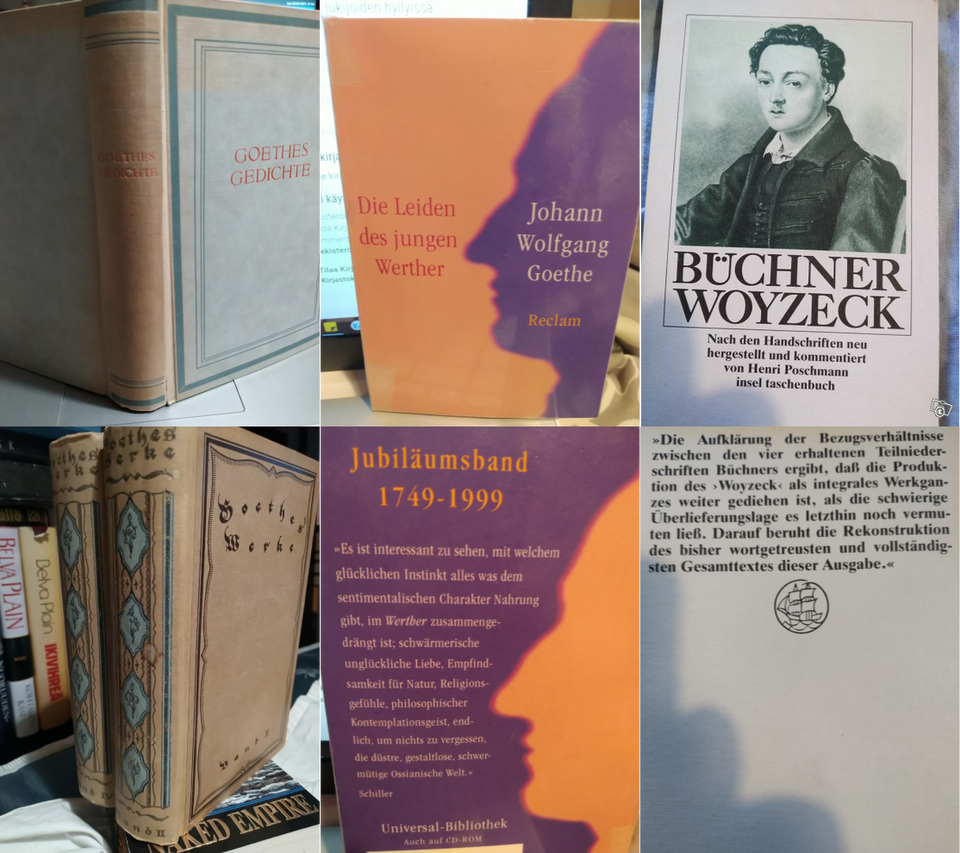 GOETHES
GEDICHTE
GOETHES
GEDICHTE
lukijoiden hyllyissä
Die Leiden
des jungen
Werther
Johann
Wolfgang
Goethe
Reclam
BÜCHNER
WOYZECK
Nach den Handschriften neu
hergestellt und kommentiert
von Henri Poschmann
insel taschenbuch
Goethes
Werke
Goethes
Werke
Goethes
Werke
BELVA PLAIN
Belva Plain
IKIVIHREÄ
Band II
NAKED EMPIRE
Jubiläumsband
1749-1999
»Es ist interessant zu sehen, mit welchem
glücklichen Instinkt alles was dem
sentimentalischen Charakter Nahrung
gibt, im Werther zusammenge-
drängt ist; schwärmerische
unglückliche Liebe, Empfind-
samkeit für Natur, Religions-
gefühle, philosophischer
Kontemplationsgeist, end-
lich, um nichts zu vergessen,
die düstre, gestaltlose, schwer-
mütige Ossianische Welt.«
Schiller
Universal-Bibliothek
Auch auf CD-ROM
»Die Aufklärung der Bezugsverhältnisse
zwischen den vier erhaltenen Teilnieder-
schriften Büchners ergibt, daß die Produk-
tion des ›Woyzeck‹ als integrales Werkgan-
zes weiter gediehen ist, als die schwierige
Überlieferungslage es letzthin noch vermu-
ten ließ. Darauf beruht die Rekonstruktion
des bisher wortgetreusten und vollständig-
sten Gesamttextes dieser Ausgabe.«